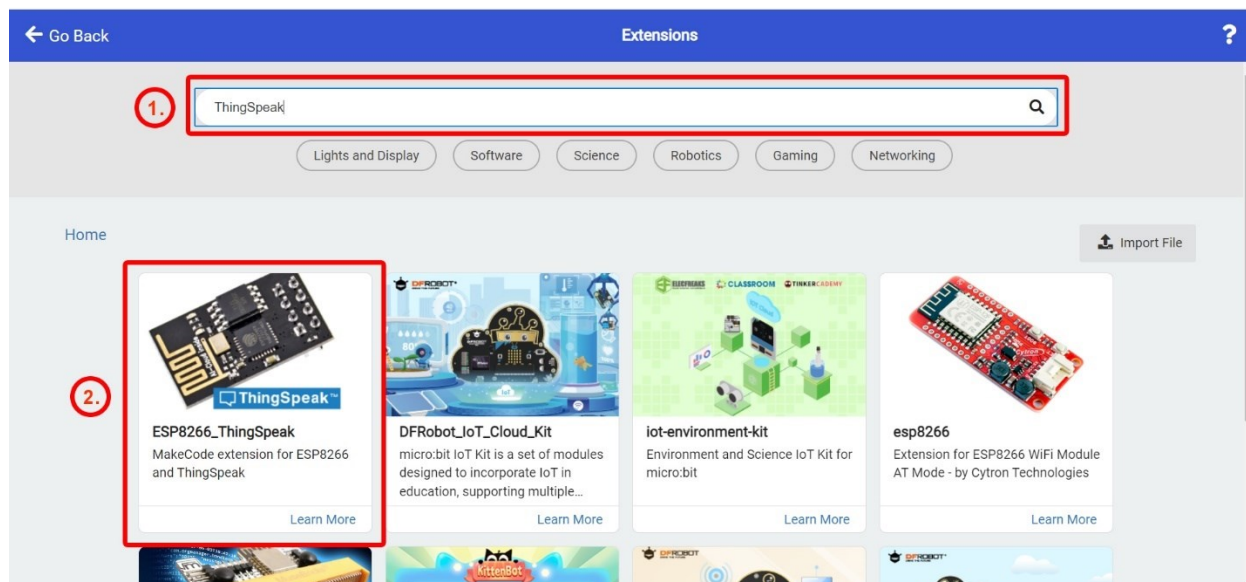 Go Back
Extensions
?
1.
ThingSpeak
Lights and Display
Software
Science
Robotics
Gaming
Networking
Home
Import File
2.
ThingSpeak™
ESP8266_ThingSpeak
MakeCode extension for ESP8266
and ThingSpeak
Learn More
DFROBOT
DFRobot_IoT_Cloud_Kit
micro:bit IoT Kit is a set of modules
designed to incorporate IoT in
education, supporting multiple...
Learn More
ELECFREAKS
CLASSROOM
TINKERCADEMY
iot-environment-kit
Environment and Science IoT Kit for
micro:bit
Learn More
Cytron
esp8266
Extension for ESP8266 WiFi Module
AT Mode - by Cytron Technologies
Learn More
KittenBot
DFROBOT
DFROBOT